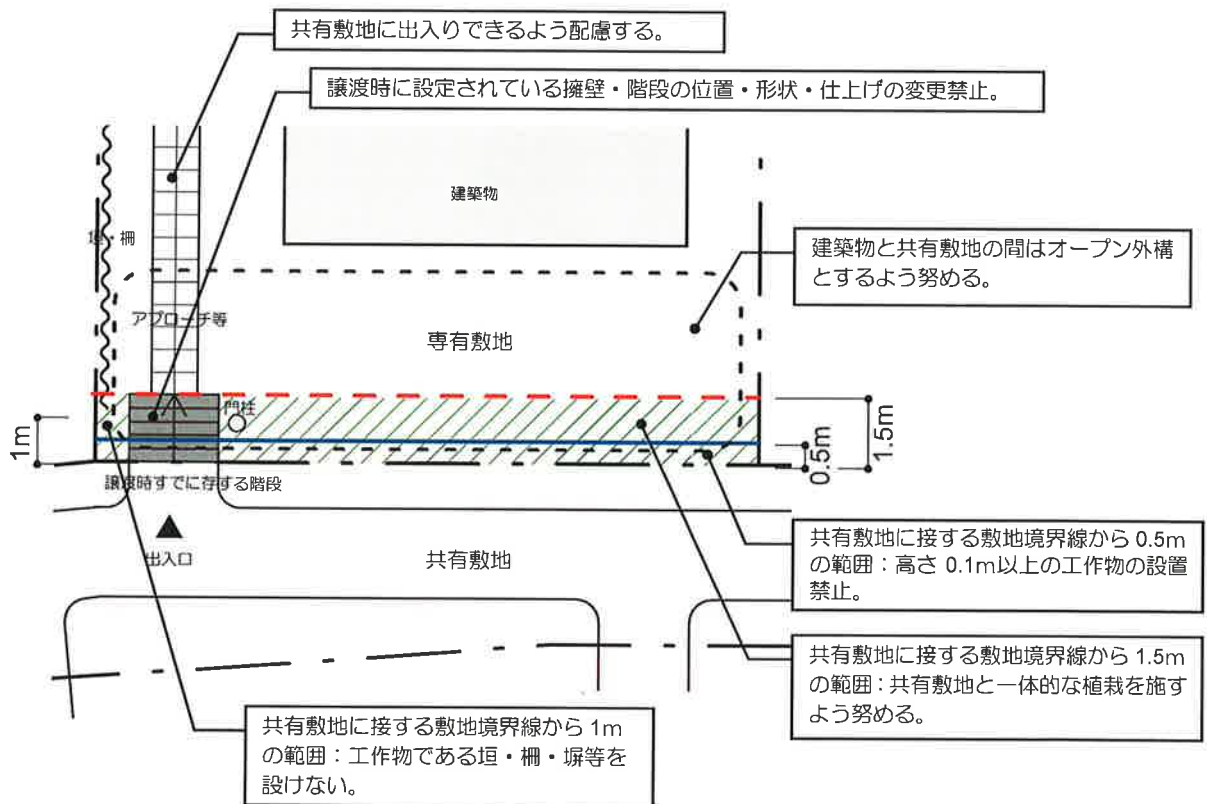 共有敷地に出入りできるよう配慮する。
譲渡時に設定されている擁壁・階段の位置・形状・仕上げの変更禁止。
建築物
垣・柵
建築物と共有敷地の間はオープン外構
とするよう努める。
アプローチ等
専有敷地
門柱
1m
0.5m
1.5m
譲渡時すでに存する階段
出入口
共有敷地
共有敷地に接する敷地境界線から 0.5m
の範囲：高さ 0.1m以上の工作物の設置
禁止。
共有敷地に接する敷地境界線から 1.5m
の範囲：共有敷地と一体的な植栽を施す
よう努める。
共有敷地に接する敷地境界線から 1m
の範囲：工作物である垣・柵・塀等を
設けない。